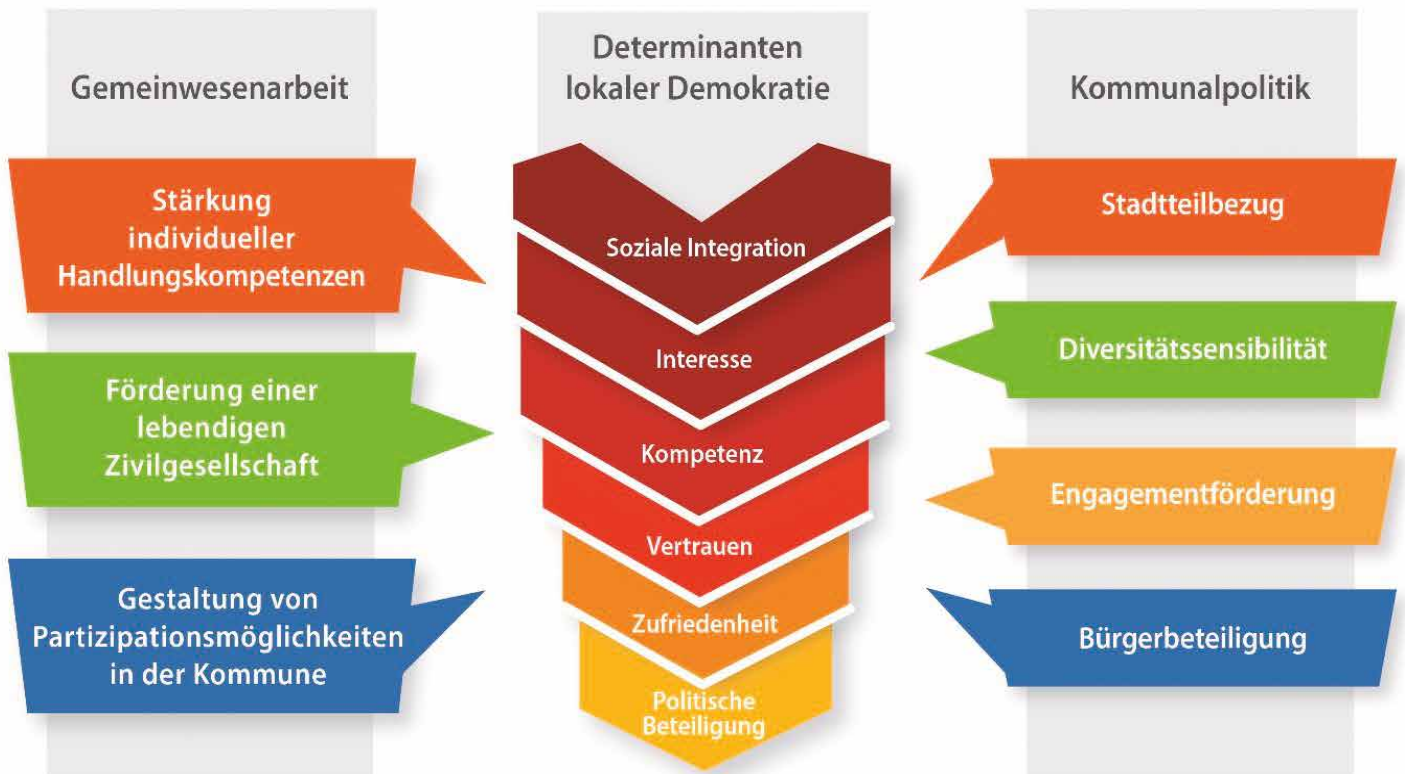 Gemeinwesenarbeit
Stärkung
individueller
Handlungskompetenzen
Förderung einer
lebendigen
Zivilgesellschaft
Gestaltung von
Partizipationsmöglichkeiten
in der Kommune
Determinanten
lokaler Demokratie
Soziale Integration
Interesse
Kompetenz
Vertrauen
Zufriedenheit
Politische
Beteiligung
Kommunalpolitik
Stadtteilbezug
Diversitätssensibilität
Engagementförderung
Bürgerbeteiligung